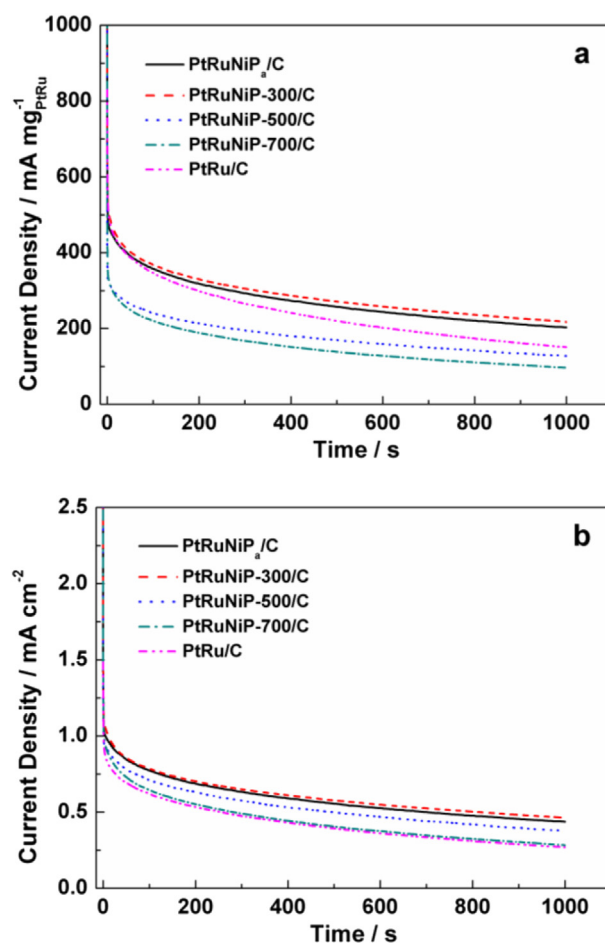 a
PtRuNiPₐ/C
PtRuNiP-300/C
PtRuNiP-500/C
PtRuNiP-700/C
PtRu/C
Current Density / mA mg⁻¹PtRu
1000
800
600
400
200
0
0 200 400 600 800 1000
Time / s
b
PtRuNiPₐ/C
PtRuNiP-300/C
PtRuNiP-500/C
PtRuNiP-700/C
PtRu/C
Current Density / mA cm⁻²
2.5
2.0
1.5
1.0
0.5
0.0
0 200 400 600 800 1000
Time / s